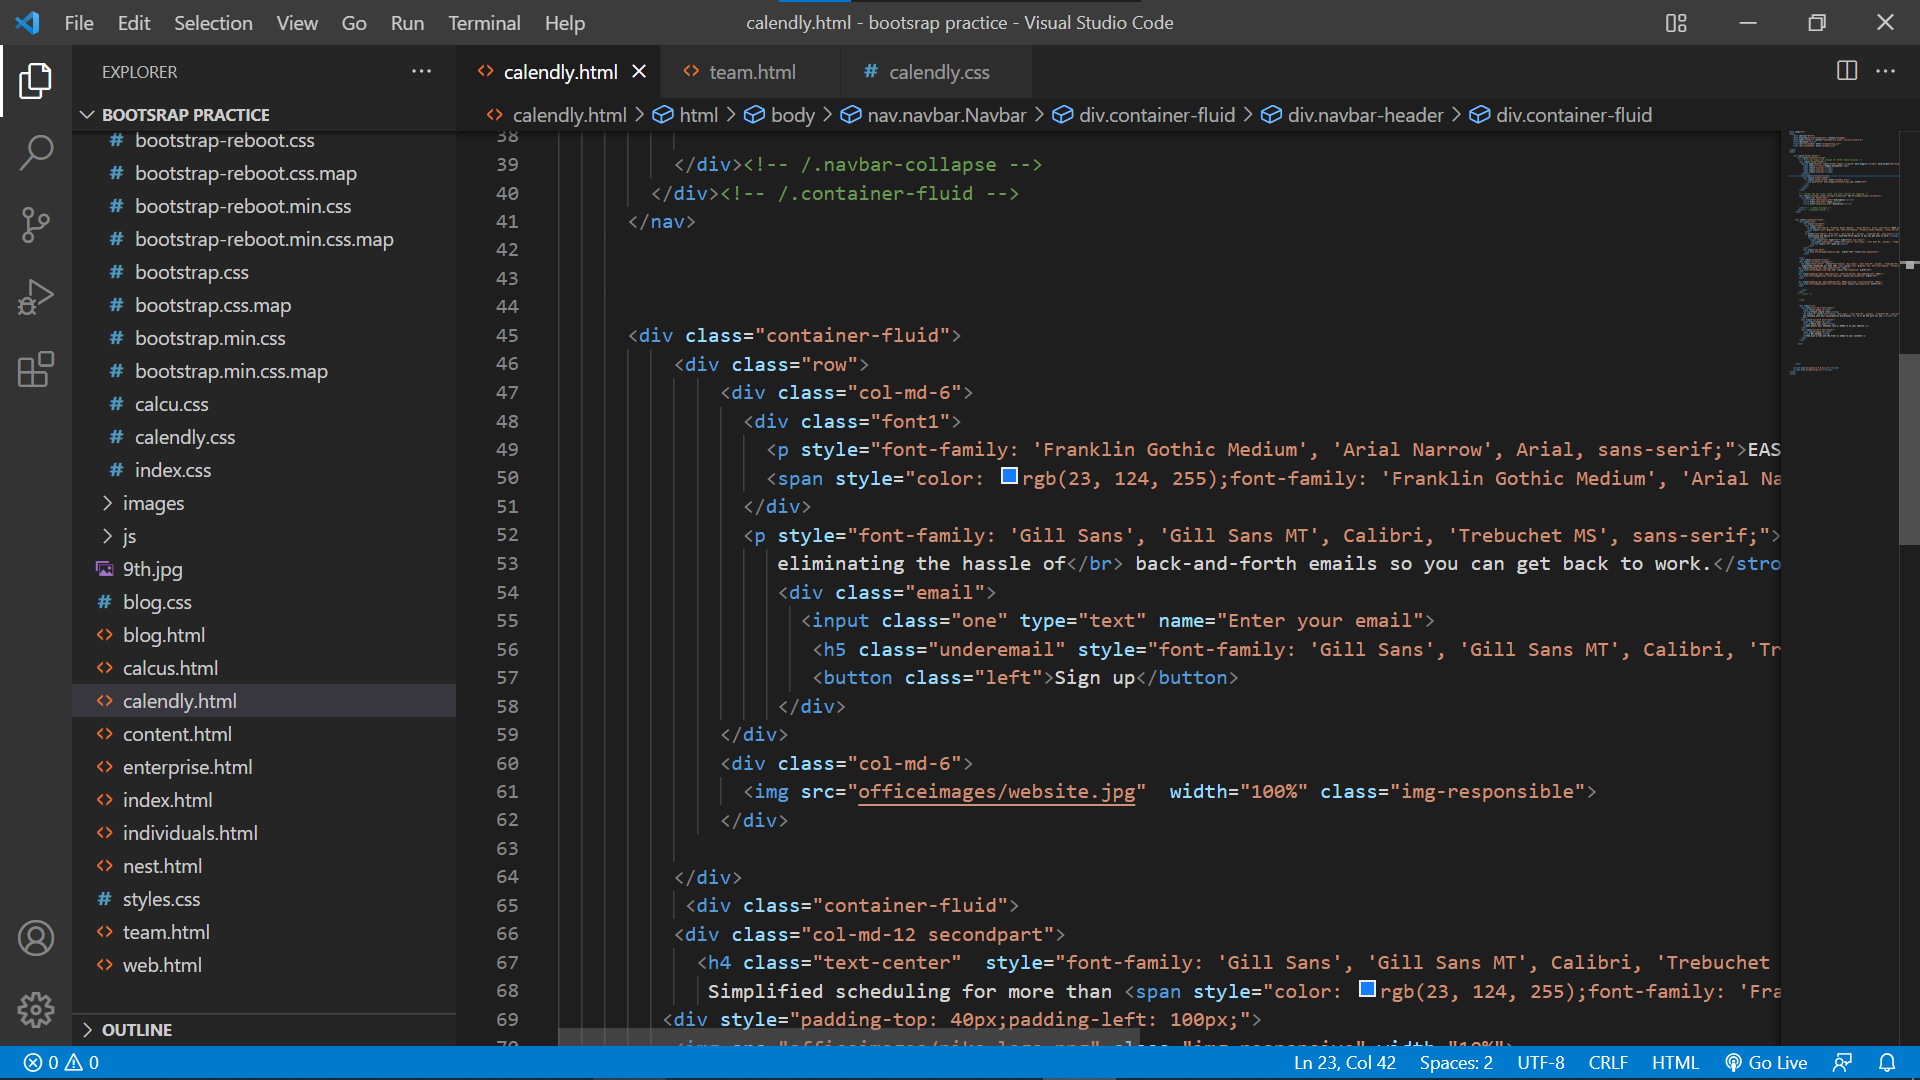 File Edit Selection View Go Run Terminal Help
calendly.html - bootsrap practice - Visual Studio Code
EXPLORER
BOOTSRAP PRACTICE
bootstrap-reboot.css
bootstrap-reboot.css.map
bootstrap-reboot.min.css
bootstrap-reboot.min.css.map
bootstrap.css
bootstrap.css.map
bootstrap.min.css
bootstrap.min.css.map
calcu.css
calendly.css
index.css
images
js
9th.jpg
blog.css
blog.html
calcus.html
calendly.html
content.html
enterprise.html
index.html
individuals.html
nest.html
styles.css
team.html
web.html
OUTLINE
calendly.html team.html calendly.css
calendly.html > html > body > nav.navbar.Navbar > div.container-fluid > div.navbar-header > div.container-fluid
38
39 </div><!-- /.navbar-collapse -->
40 </div><!-- /.container-fluid -->
41 </nav>
42
43
44
45 <div class="container-fluid">
46 <div class="row">
47 <div class="col-md-6">
48 <div class="font1">
49 <p style="font-family: 'Franklin Gothic Medium', 'Arial Narrow', Arial, sans-serif;">EAS
50 <span style="color: rgb(23, 124, 255);font-family: 'Franklin Gothic Medium', 'Arial Na
51 </div>
52 <p style="font-family: 'Gill Sans', 'Gill Sans MT', Calibri, 'Trebuchet MS', sans-serif;">
53 eliminating the hassle of</br> back-and-forth emails so you can get back to work.</stro
54 <div class="email">
55 <input class="one" type="text" name="Enter your email">
56 <h5 class="underemail" style="font-family: 'Gill Sans', 'Gill Sans MT', Calibri, 'Tr
57 <button class="left">Sign up</button>
58 </div>
59 </div>
60 <div class="col-md-6">
61 <img src="officeimages/website.jpg" width="100%" class="img-responsible">
62 </div>
63
64 </div>
65 <div class="container-fluid">
66 <div class="col-md-12 secondpart">
67 <h4 class="text-center" style="font-family: 'Gill Sans', 'Gill Sans MT', Calibri, 'Trebuchet
68 Simplified scheduling for more than <span style="color: rgb(23, 124, 255);font-family: 'Fra
69 <div style="padding-top: 40px;padding-left: 100px;">
0 0
Ln 23, Col 42 Spaces: 2 UTF-8 CRLF HTML Go Live